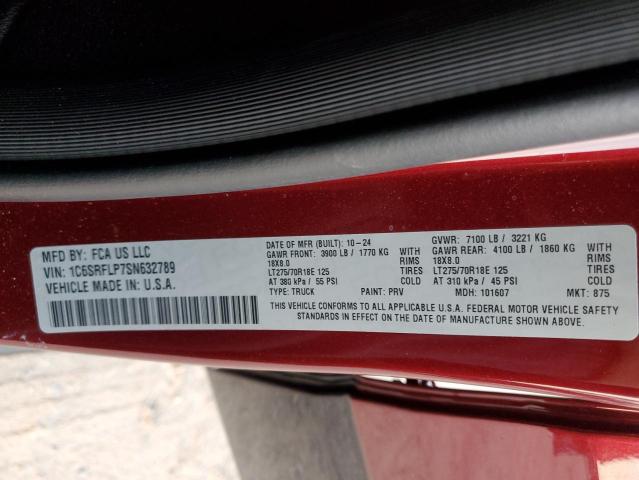 MFD BY: FCA US LLC
VIN: 1C6SRFLP7SN632789
VEHICLE MADE IN U.S.A.
DATE OF MFR (BUILT): 10-24 GVWR: 7100 LB / 3221 KG
GAWR FRONT: 3900 LB / 1770 KG WITH GAWR REAR: 4100 LB / 1860 KG WITH
18X8.0 RIMS 18X8.0 RIMS
LT275/70R18E 125 TIRES LT275/70R18E 125 TIRES
AT 380 kPa / 55 PSI COLD AT 310 kPa / 45 PSI COLD
TYPE: TRUCK PAINT: PRV MDH: 101607 MKT: 875
THIS VEHICLE CONFORMS TO ALL APPLICABLE U.S.A. FEDERAL MOTOR VEHICLE SAFETY
STANDARDS IN EFFECT ON THE DATE OF MANUFACTURE SHOWN ABOVE.